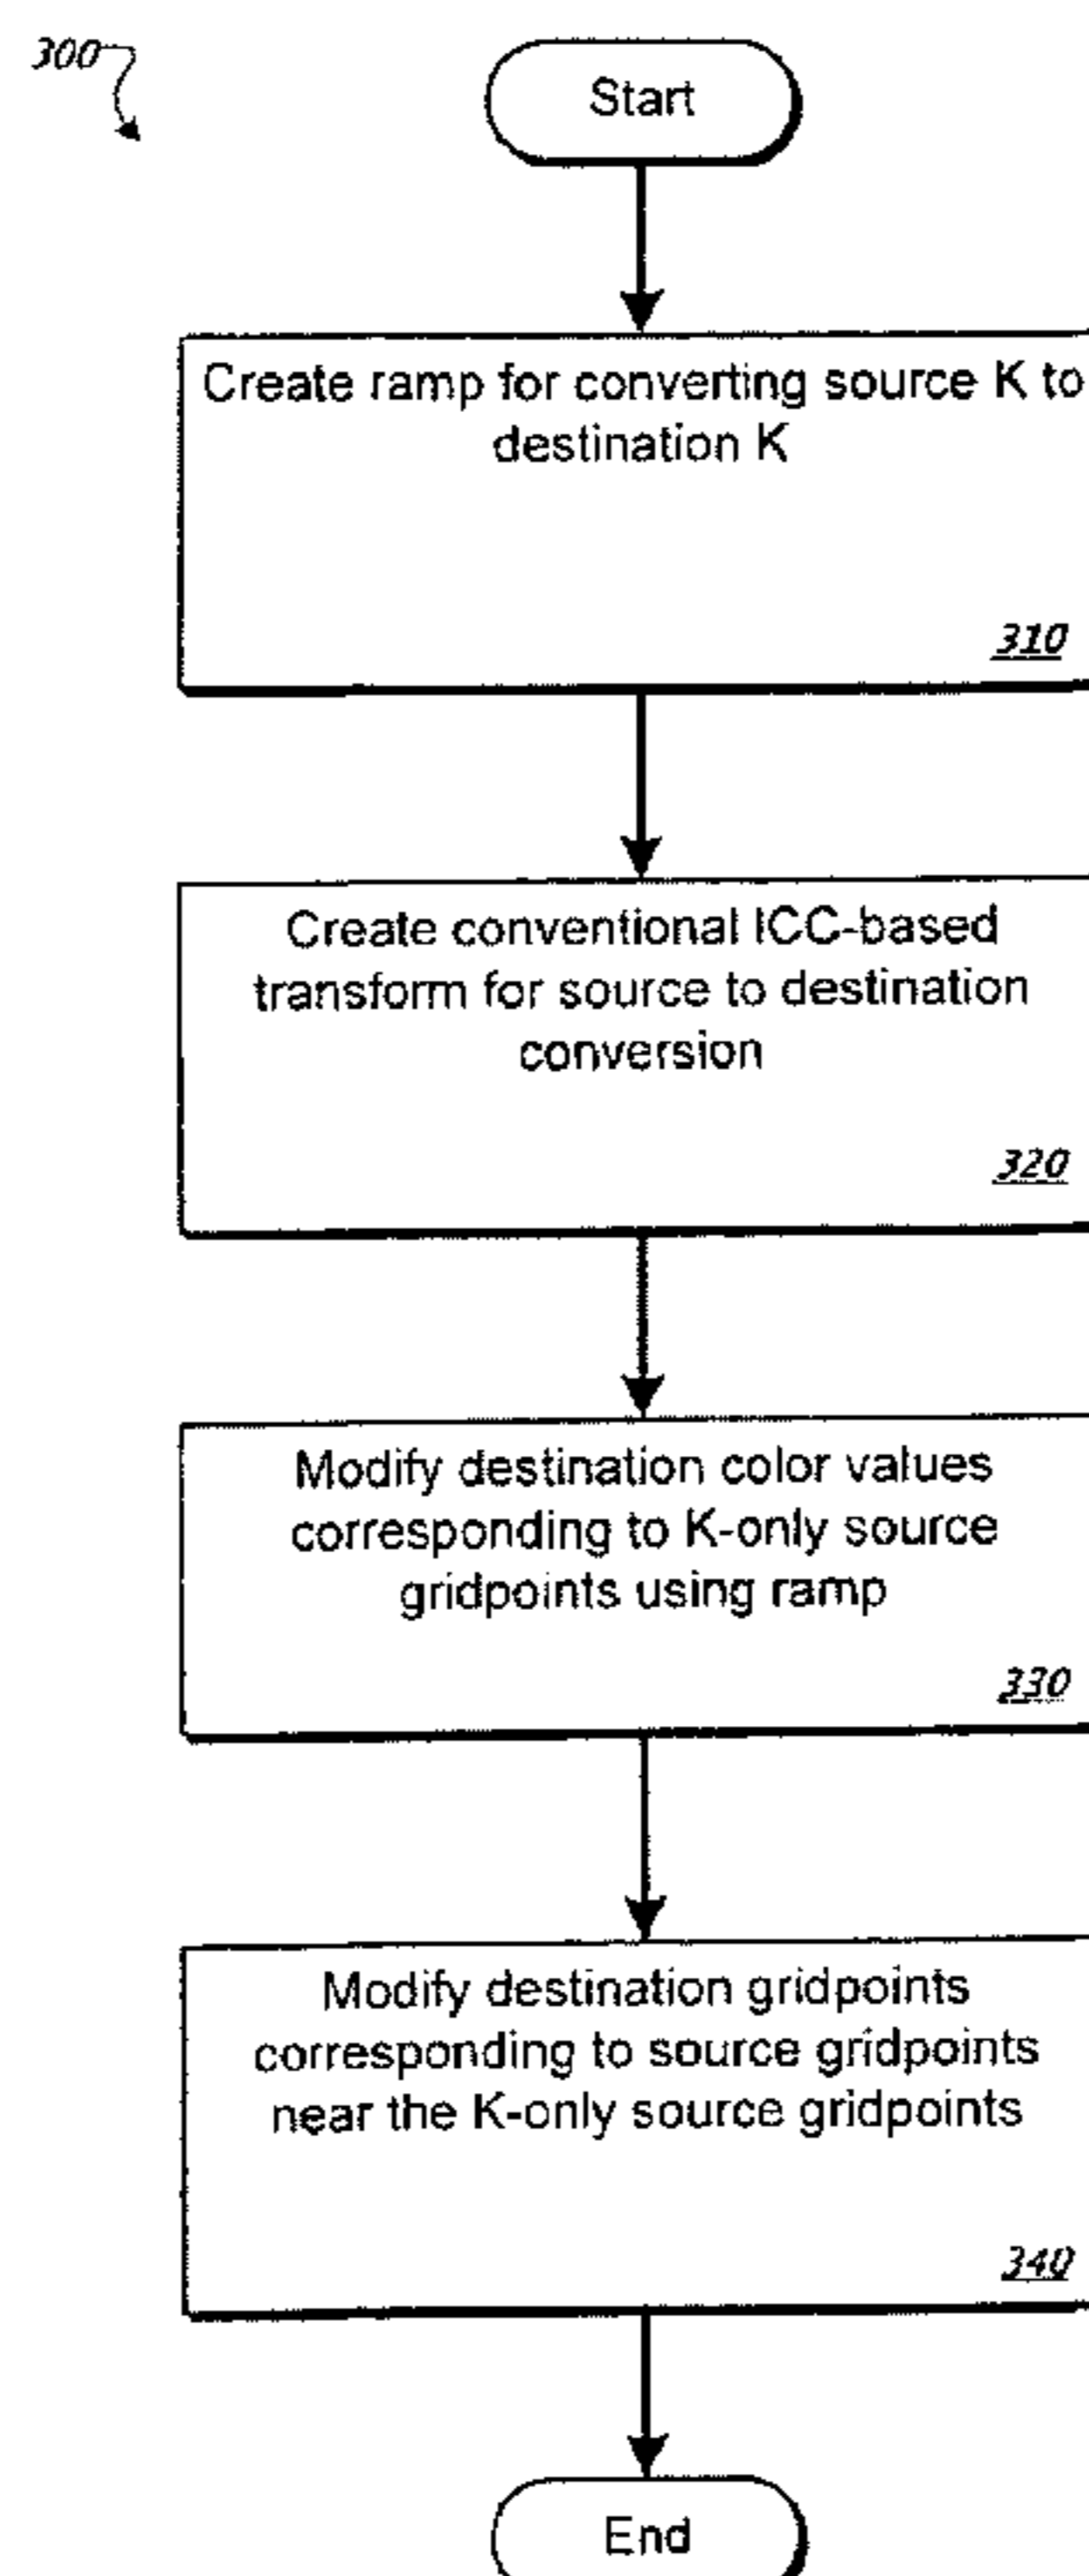 300
Start
Create ramp for converting source K to
destination K
310
Create conventional ICC-based
transform for source to destination
conversion
320
Modify destination color values
corresponding to K-only source
gridpoints using ramp
330
Modify destination gridpoints
corresponding to source gridpoints
near the K-only source gridpoints
340
End